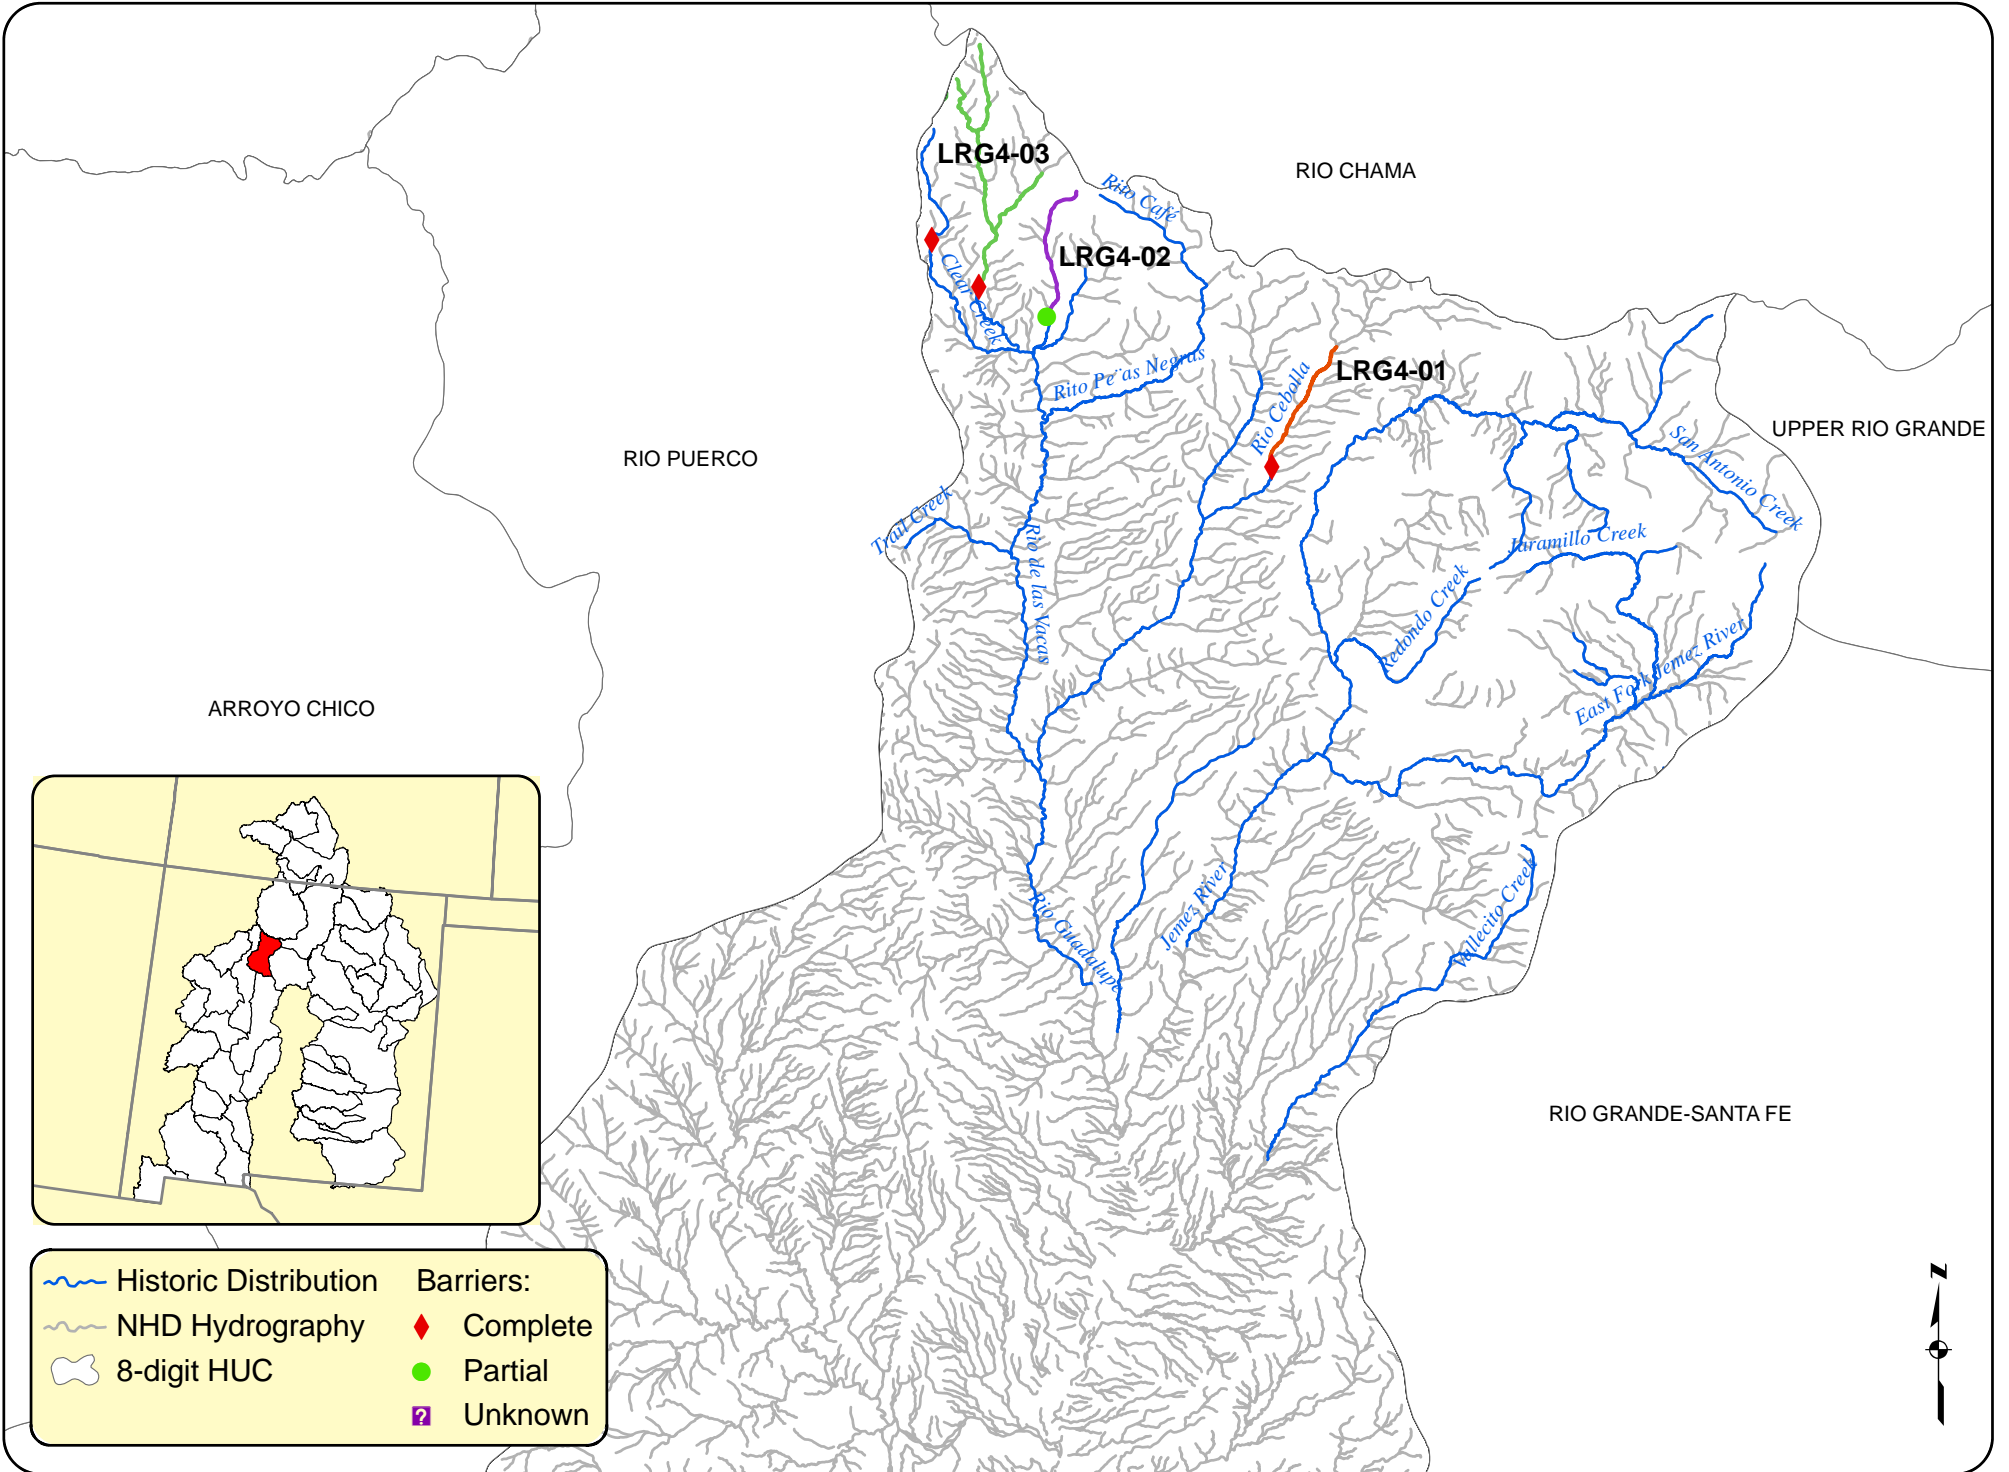 LRG4-03
RIO CHAMA
Rito Café
LRG4-02
Clear Creek
Rito Pe¨as Negras
Rio Cebolla
LRG4-01
UPPER RIO GRANDE
San Antonio Creek
RIO PUERCO
Trail Creek
Rio de las Vacas
Jaramillo Creek
Redondo Creek
East Fork Jemez River
ARROYO CHICO
Jemez River
Vallecito Creek
Rio Guadalupe
RIO GRANDE-SANTA FE
Historic Distribution
NHD Hydrography
8-digit HUC
Barriers:
Complete
Partial
?
Unknown
N